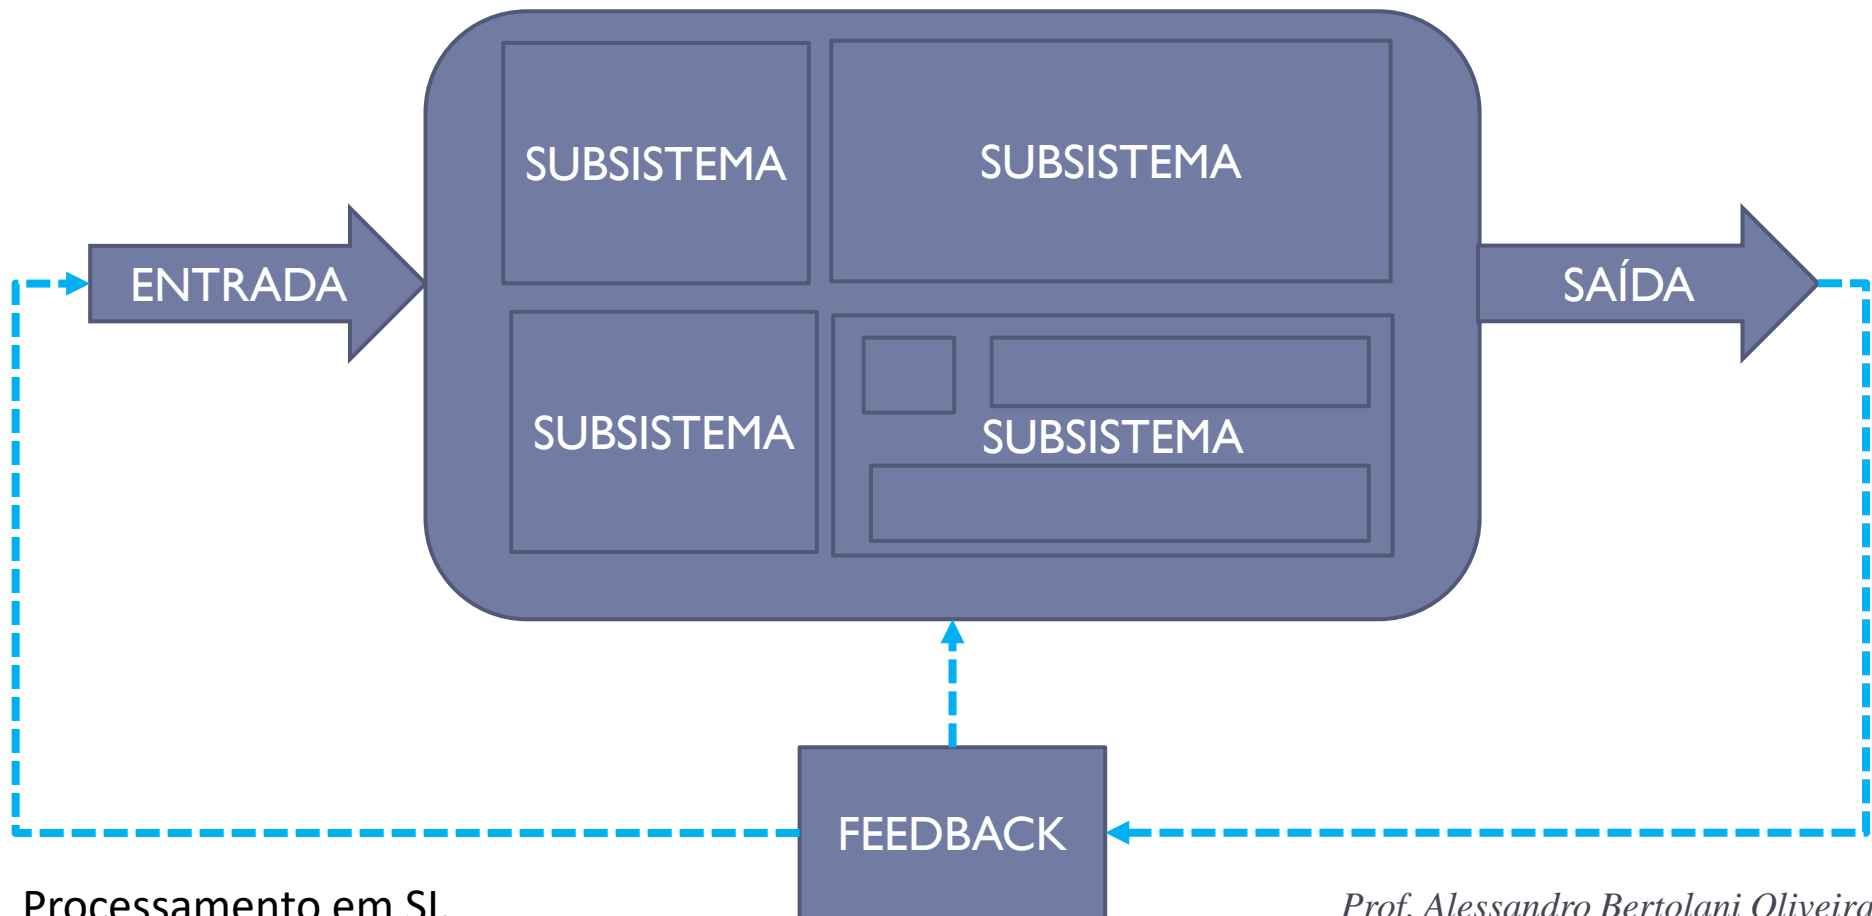 SUBSISTEMA
SUBSISTEMA
ENTRADA
SAÍDA
SUBSISTEMA
SUBSISTEMA
FEEDBACK
Processamento em SI.
Prof. Alessandro Bertolani Oliveira